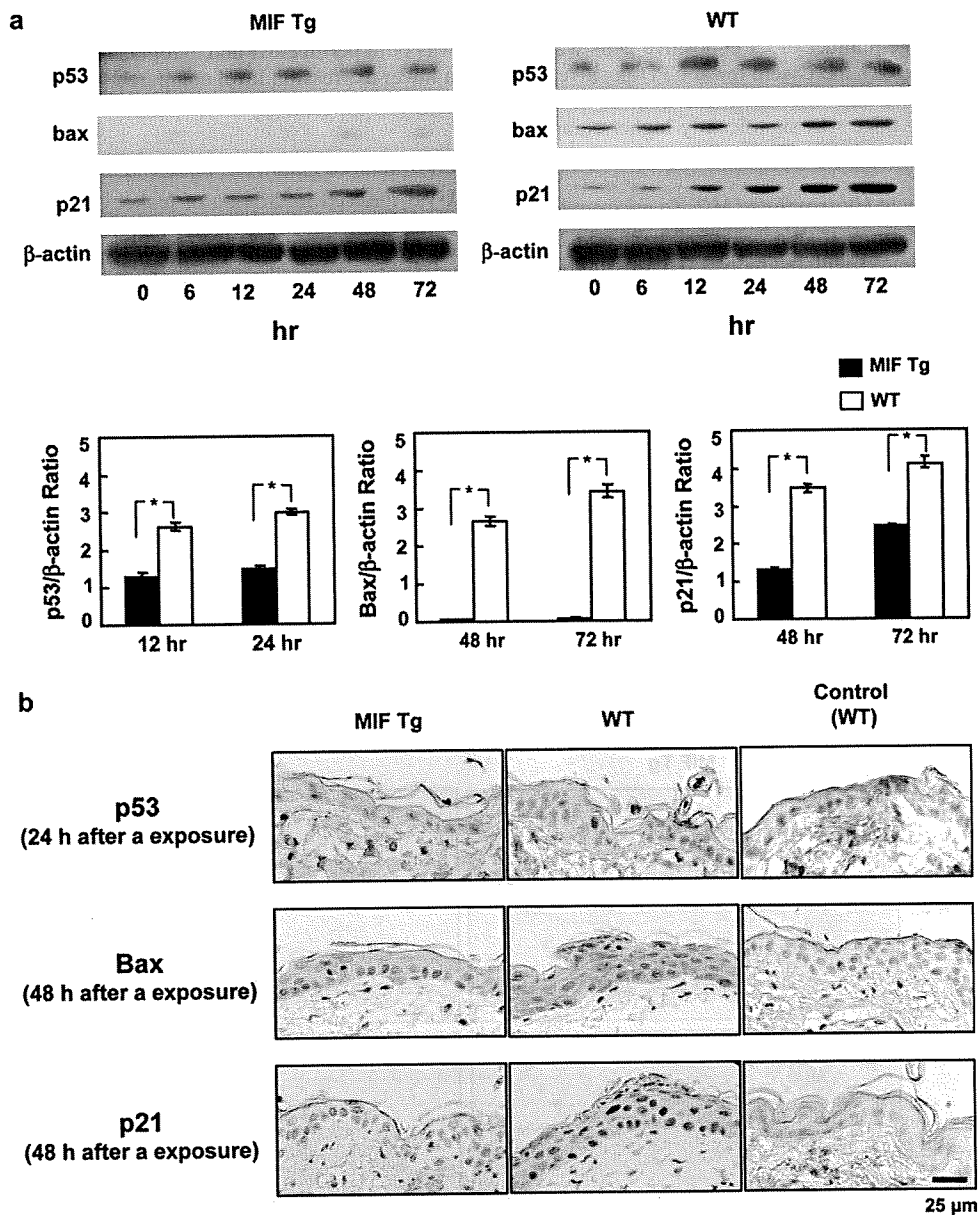 a
MIF Tg
WT
p53
bax
p21
β-actin
0 6 12 24 48 72
hr
p53
bax
p21
β-actin
0 6 12 24 48 72
hr
MIF Tg
WT
p53/β-actin Ratio
5
4
3
2
1
0
*
*
12 hr 24 hr
Bax/β-actin Ratio
5
4
3
2
1
0
*
*
48 hr 72 hr
p21/β-actin Ratio
5
4
3
2
1
0
*
*
48 hr 72 hr
b
MIF Tg
WT
Control
(WT)
p53
(24 h after a exposure)
Bax
(48 h after a exposure)
p21
(48 h after a exposure)
25 µm